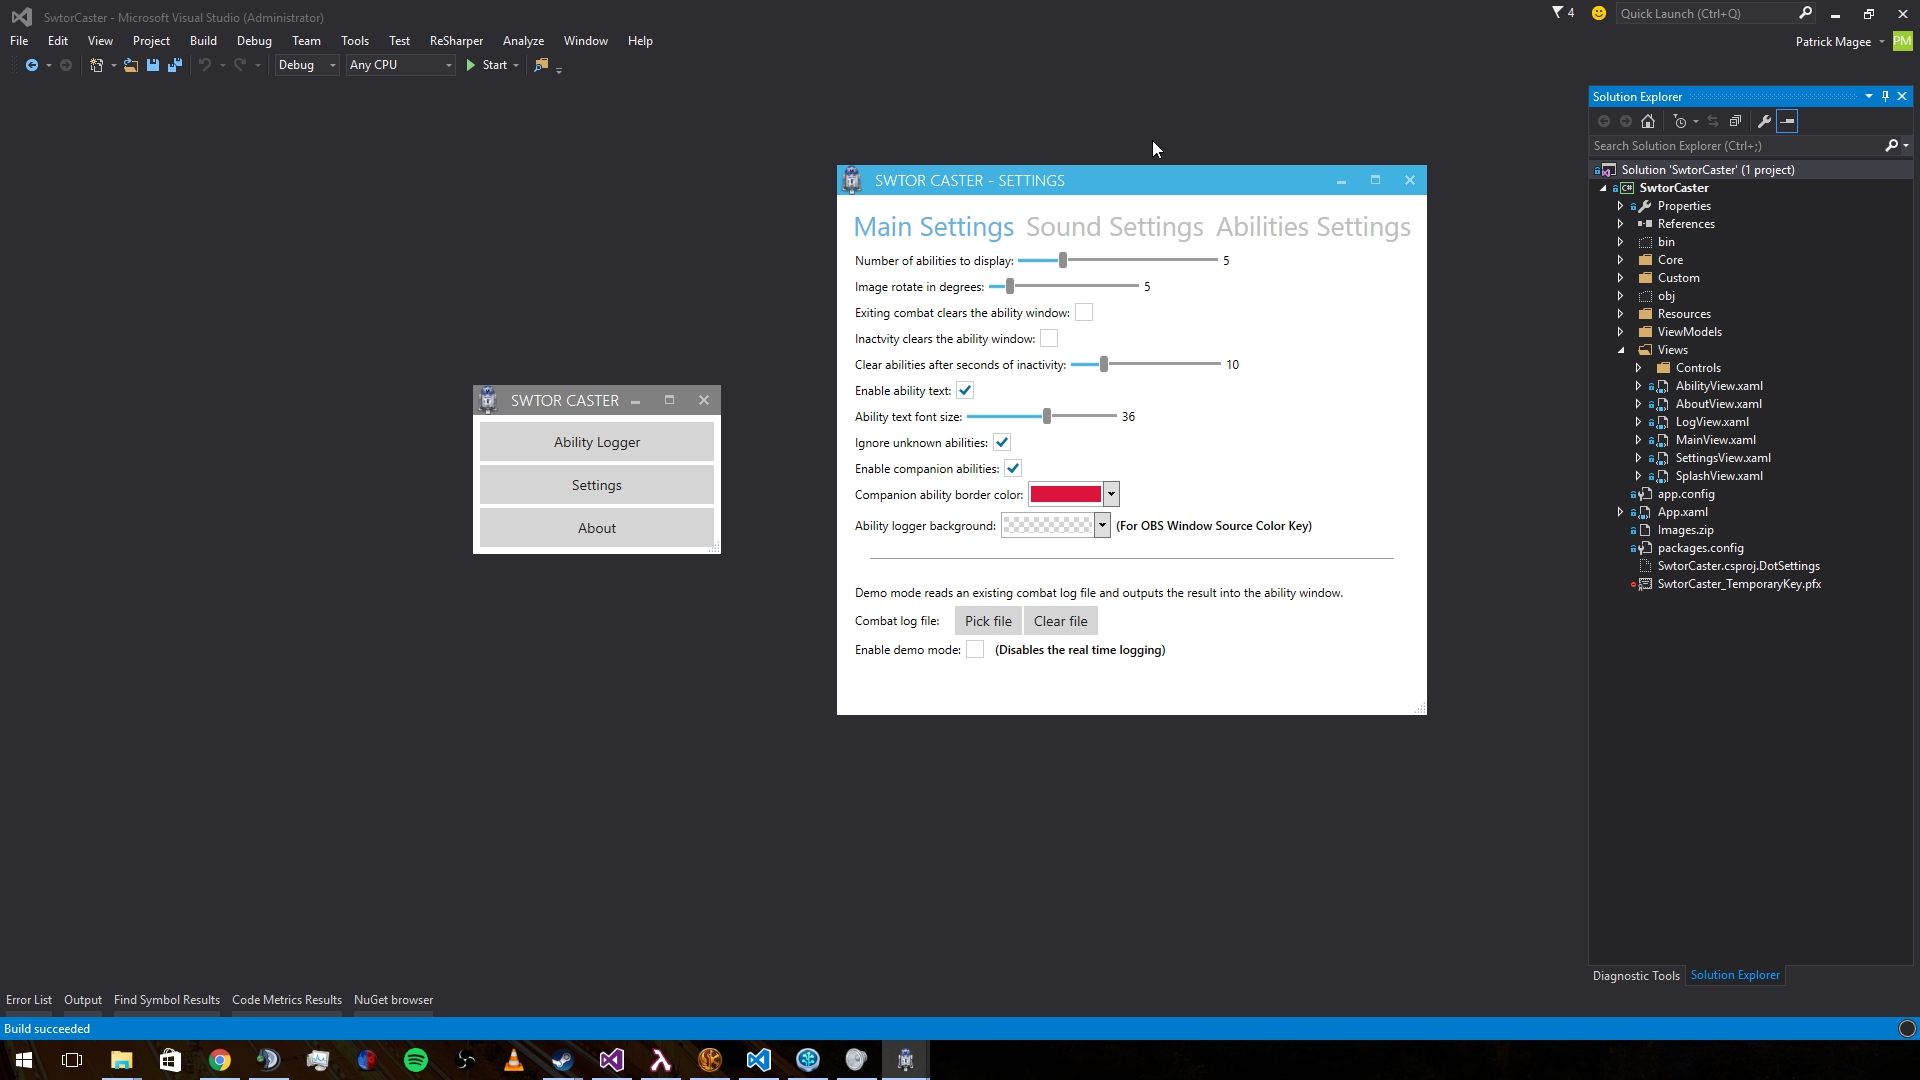 SwtorCaster - Microsoft Visual Studio (Administrator)
4
Quick Launch (Ctrl+Q)
File Edit View Project Build Debug Team Tools Test ReSharper Analyze Window Help
Patrick Magee PM
Debug Any CPU Start
Solution Explorer
Search Solution Explorer (Ctrl+;)
Solution 'SwtorCaster' (1 project)
C# SwtorCaster
Properties
References
bin
Core
Custom
obj
Resources
ViewModels
Views
Controls
AbilityView.xaml
AboutView.xaml
LogView.xaml
MainView.xaml
SettingsView.xaml
SplashView.xaml
app.config
App.xaml
Images.zip
packages.config
SwtorCaster.csproj.DotSettings
SwtorCaster_TemporaryKey.pfx
Diagnostic Tools Solution Explorer
SWTOR CASTER
Ability Logger
Settings
About
SWTOR CASTER - SETTINGS
Main Settings Sound Settings Abilities Settings
Number of abilities to display: 5
Image rotate in degrees: 5
Exiting combat clears the ability window:
Inactvity clears the ability window:
Clear abilities after seconds of inactivity: 10
Enable ability text:
Ability text font size: 36
Ignore unknown abilities:
Enable companion abilities:
Companion ability border color:
Ability logger background: (For OBS Window Source Color Key)
Demo mode reads an existing combat log file and outputs the result into the ability window.
Combat log file: Pick file Clear file
Enable demo mode: (Disables the real time logging)
Error List Output Find Symbol Results Code Metrics Results NuGet browser
Build succeeded